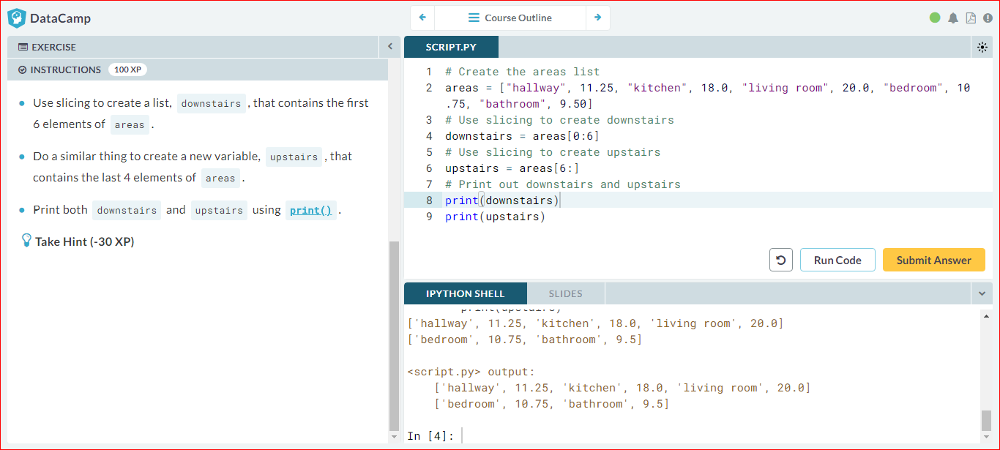 DataCamp
Course Outline
EXERCISE
INSTRUCTIONS 100 XP
Use slicing to create a list, downstairs , that contains the first
6 elements of areas .
Do a similar thing to create a new variable, upstairs , that
contains the last 4 elements of areas .
Print both downstairs and upstairs using print() .
Take Hint (-30 XP)
SCRIPT.PY
1 # Create the areas list
2 areas = ["hallway", 11.25, "kitchen", 18.0, "living room", 20.0, "bedroom", 10
.75, "bathroom", 9.50]
3 # Use slicing to create downstairs
4 downstairs = areas[0:6]
5 # Use slicing to create upstairs
6 upstairs = areas[6:]
7 # Print out downstairs and upstairs
8 print(downstairs)
9 print(upstairs)
Run Code
Submit Answer
IPYTHON SHELL
SLIDES
print(upstairs)
['hallway', 11.25, 'kitchen', 18.0, 'living room', 20.0]
['bedroom', 10.75, 'bathroom', 9.5]
<script.py> output:
['hallway', 11.25, 'kitchen', 18.0, 'living room', 20.0]
['bedroom', 10.75, 'bathroom', 9.5]
In [4]: